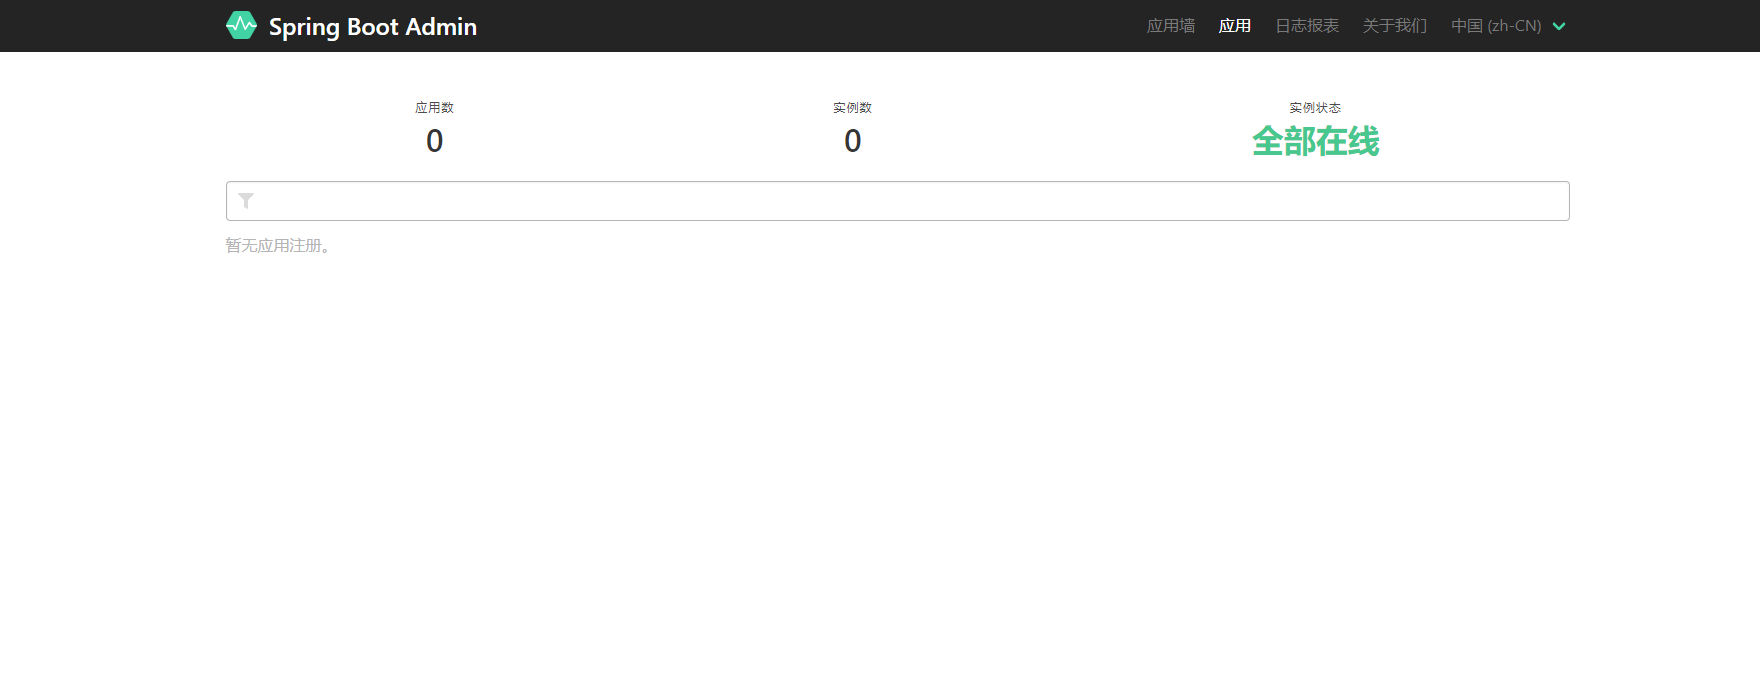 Spring Boot Admin
应用墙 应用 日志报表 关于我们 中国 (zh-CN)
应用数 实例数 实例状态
0 0 全部在线
暂无应用注册。